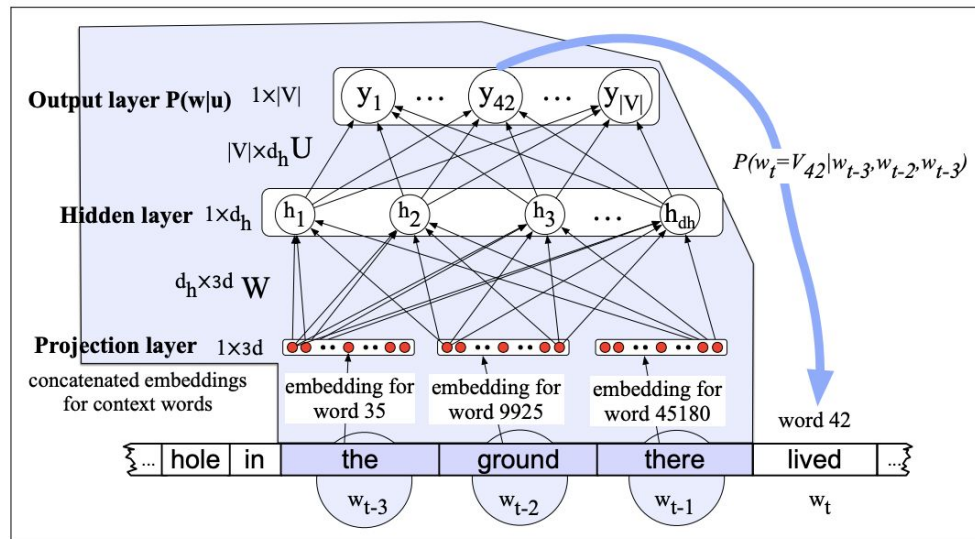 Output layer P(w|u) 1×|V|
y1 ... y42 ... y|V|
|V|×dh U
P(wt=V42|wt-3,wt-2,wt-3)
Hidden layer 1×dh
h1 h2 h3 ... hdh
dh×3d W
Projection layer 1×3d
concatenated embeddings
for context words
embedding for
word 35
embedding for
word 9925
embedding for
word 45180
word 42
... hole in the ground there lived ...
wt-3 wt-2 wt-1 wt